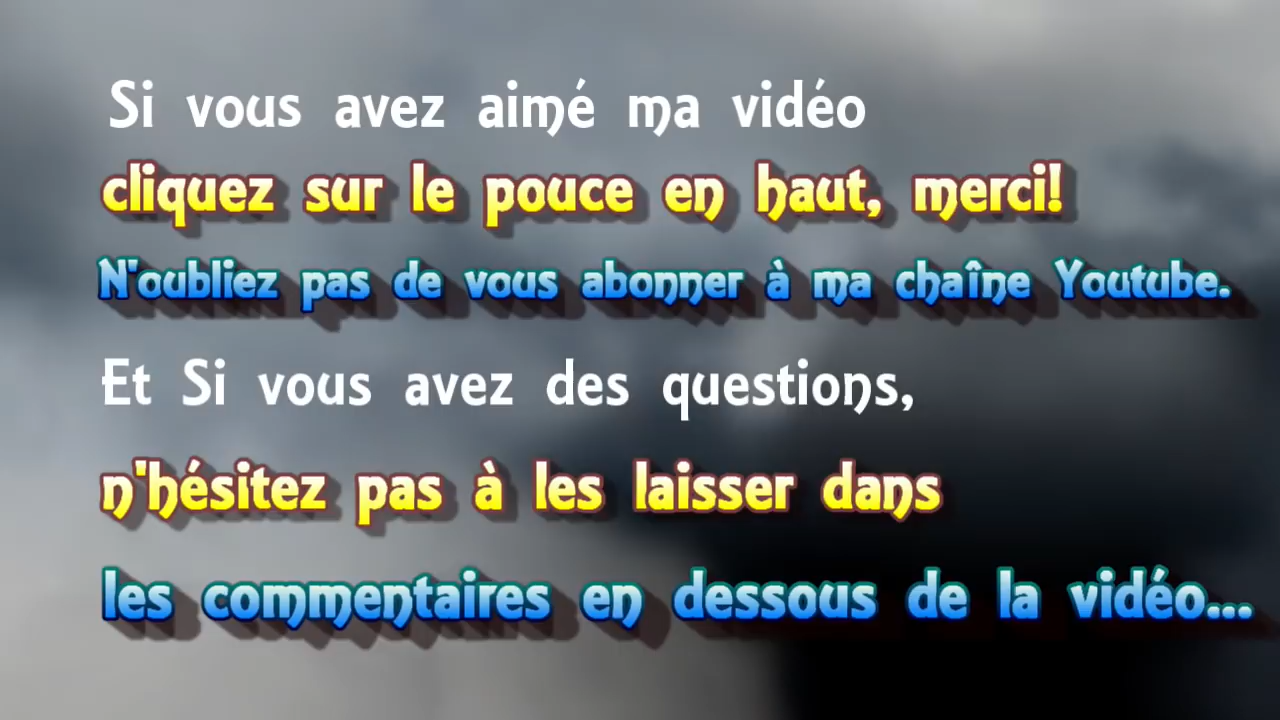 Si vous avez aimé ma vidéo
cliquez sur le pouce en haut, merci!
N'oubliez pas de vous abonner à ma chaîne Youtube.
Et Si vous avez des questions,
n'hésitez pas à les laisser dans
les commentaires en dessous de la vidéo...